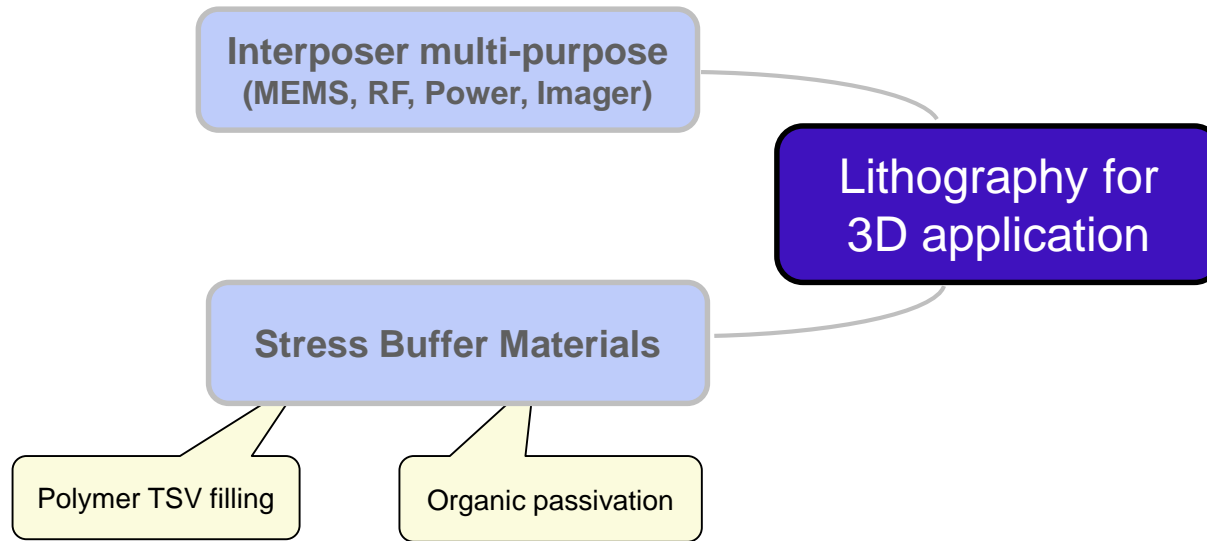 Interposer multi-purpose
(MEMS, RF, Power, Imager)
Lithography for
3D application
Stress Buffer Materials
Polymer TSV filling
Organic passivation